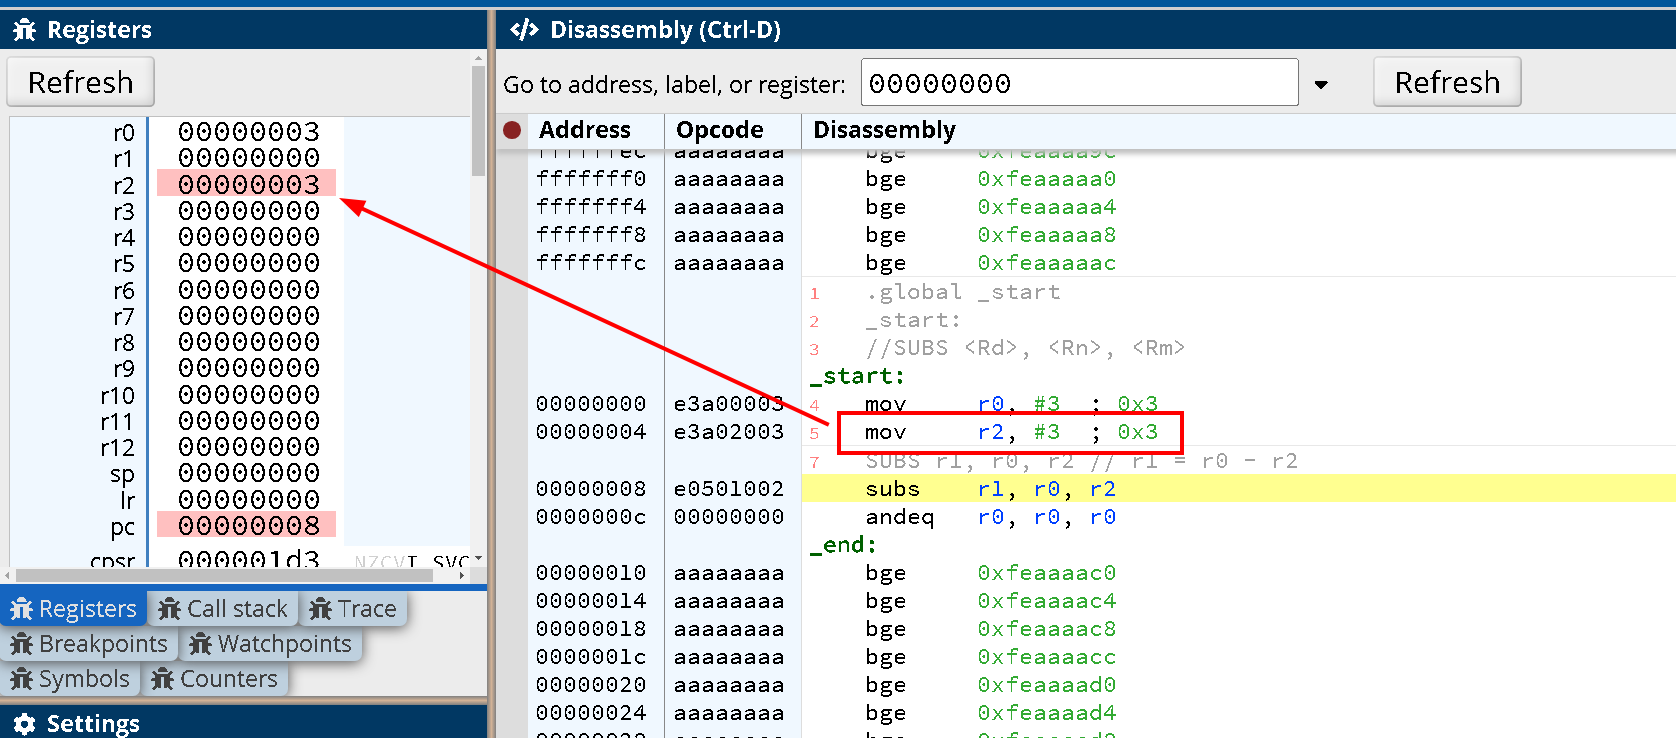 Registers
Refresh
r0 00000003
r1 00000000
r2 00000003
r3 00000000
r4 00000000
r5 00000000
r6 00000000
r7 00000000
r8 00000000
r9 00000000
r10 00000000
r11 00000000
r12 00000000
sp 00000000
lr 00000000
pc 00000008
cpsr 000001d3 NZCVI SVC
Registers Call stack Trace
Breakpoints Watchpoints
Symbols Counters
Settings
Disassembly (Ctrl-D)
Go to address, label, or register: 00000000 Refresh
Address Opcode Disassembly
ffffffec aaaaaaaa bge 0xfeaaaa9c
fffffff0 aaaaaaaa bge 0xfeaaaaa0
fffffff4 aaaaaaaa bge 0xfeaaaaa4
fffffff8 aaaaaaaa bge 0xfeaaaaa8
fffffffc aaaaaaaa bge 0xfeaaaaac
1 .global _start
2 _start:
3 //SUBS <Rd>, <Rn>, <Rm>
_start:
00000000 e3a00003 4 mov r0, #3 ; 0x3
00000004 e3a02003 5 mov r2, #3 ; 0x3
7 SUBS r1, r0, r2 // r1 = r0 - r2
00000008 e0501002 subs r1, r0, r2
0000000c 00000000 andeq r0, r0, r0
_end:
00000010 aaaaaaaa bge 0xfeaaaac0
00000014 aaaaaaaa bge 0xfeaaaac4
00000018 aaaaaaaa bge 0xfeaaaac8
0000001c aaaaaaaa bge 0xfeaaaacc
00000020 aaaaaaaa bge 0xfeaaaad0
00000024 aaaaaaaa bge 0xfeaaaad4